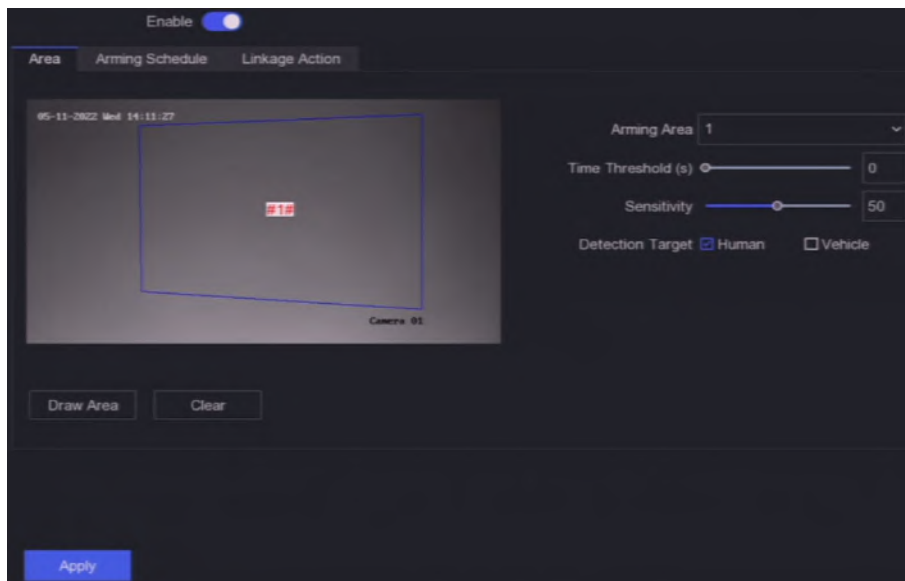 Enable
Area Arming Schedule Linkage Action
05-11-2022 Wed 14:11:27
#1#
Camera 01
Arming Area 1
Time Threshold (s) 0
Sensitivity 50
Detection Target Human Vehicle
Draw Area Clear
Apply